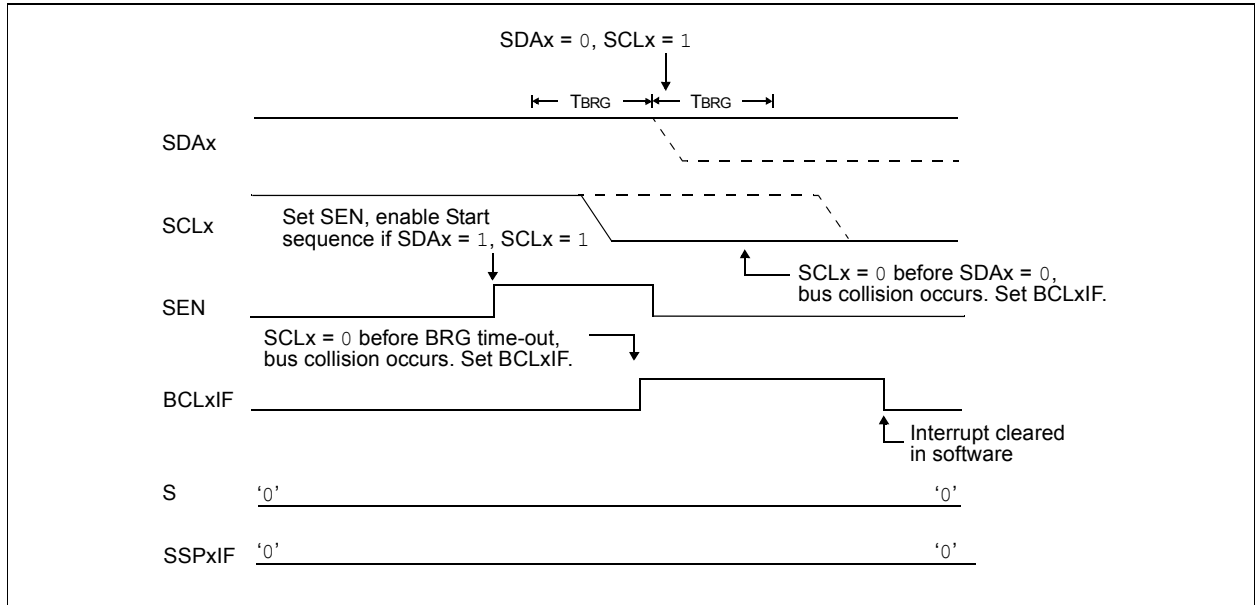 SDAx = 0, SCLx = 1
TBRG TBRG
SDAx
SCLx
Set SEN, enable Start
sequence if SDAx = 1, SCLx = 1
SCLx = 0 before SDAx = 0,
bus collision occurs. Set BCLxIF.
SEN
SCLx = 0 before BRG time-out,
bus collision occurs. Set BCLxIF.
BCLxIF
Interrupt cleared
in software
S ‘0’ ‘0’
SSPxIF ‘0’ ‘0’